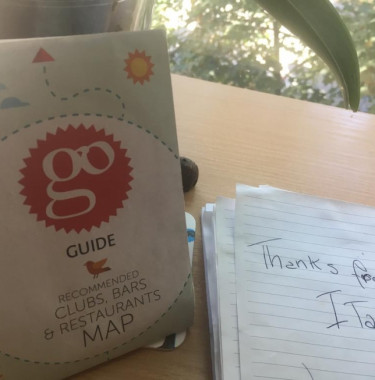 go
GUIDE
RECOMMENDED
CLUBS, BARS
& RESTAURANTS
MAP
Thanks